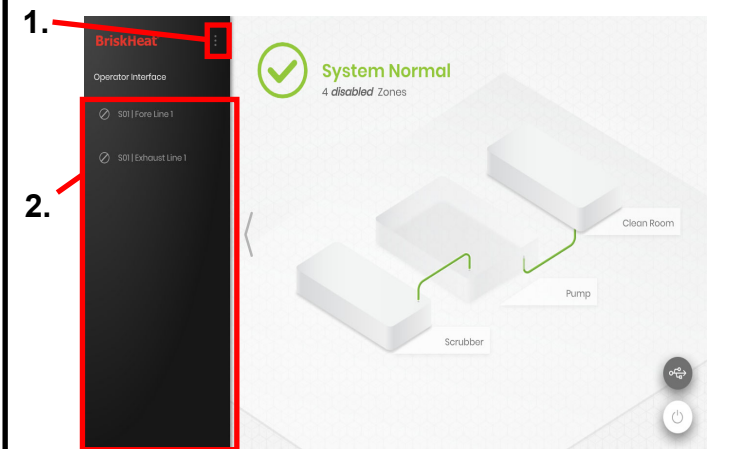 1.
BriskHeat
Operator Interface
S01 | Fore Line 1
S01 | Exhaust Line 1
2.
System Normal
4 disabled Zones
Clean Room
Pump
Scrubber